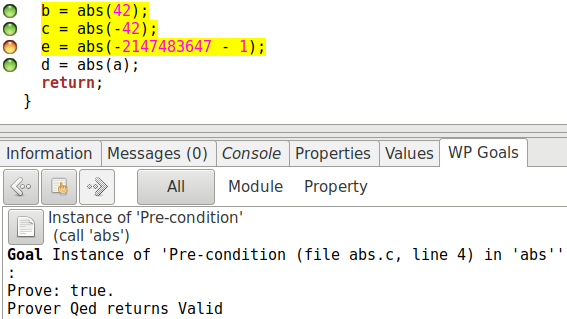 b = abs(42);
c = abs(-42);
e = abs(-2147483647 - 1);
d = abs(a);
return;
}
Information Messages (0) Console Properties Values WP Goals
All Module Property
Instance of 'Pre-condition'
(call 'abs')
Goal Instance of 'Pre-condition (file abs.c, line 4) in 'abs''
:
Prove: true.
Prover Qed returns Valid